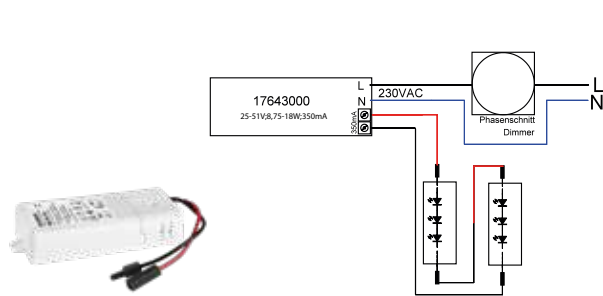 L
17643000
25-51V;8,75-18W;350mA
N
230VAC
350mA
Phasenschnitt
Dimmer
L
N